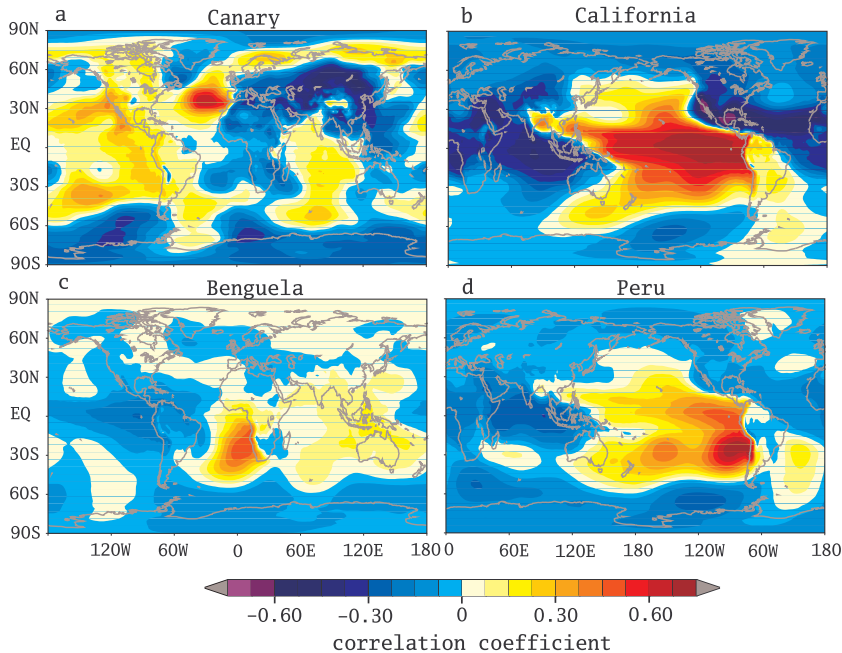 a Canary
b California
90N
60N
30N
EQ
30S
60S
90S
c Benguela
d Peru
90N
60N
30N
EQ
30S
60S
90S
120W 60W 0 60E 120E 180
0 60E 120E 180 120W 60W 180
−0.60 −0.30 0 0.30 0.60
correlation coefficient